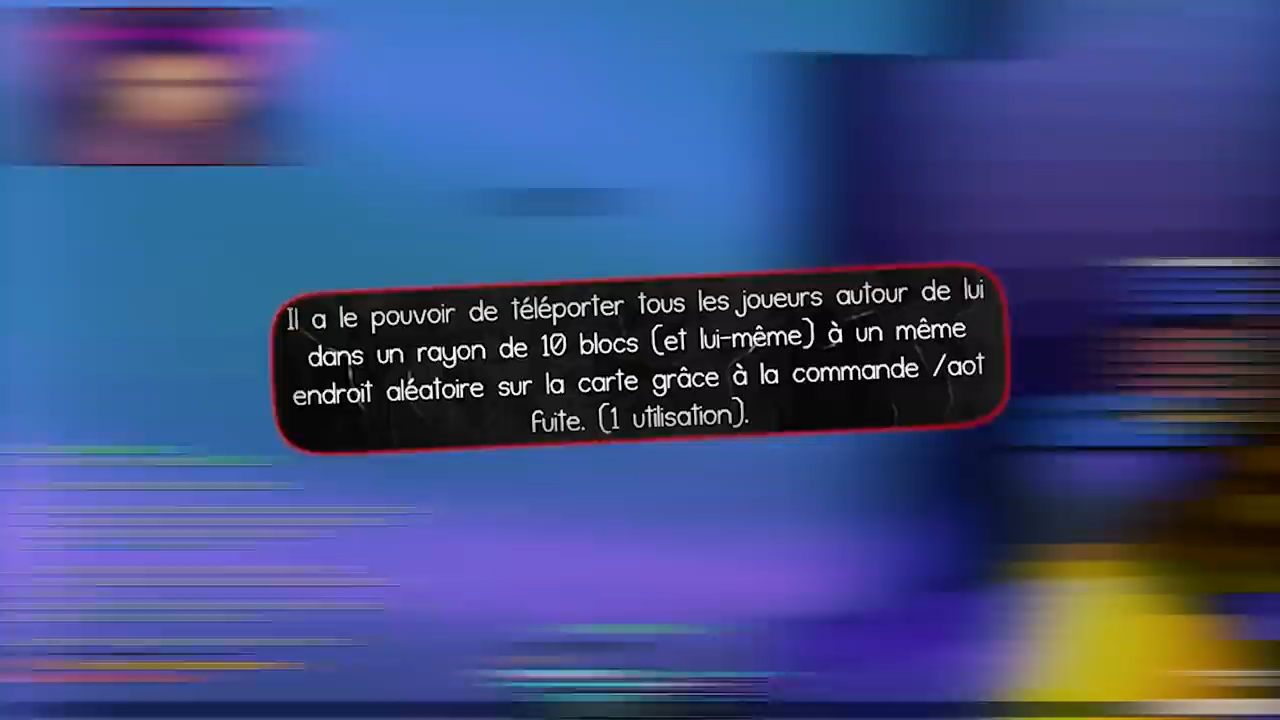 Il a le pouvoir de téléporter tous les joueurs autour de lui
dans un rayon de 10 blocs (et lui-même) à un même
endroit aléatoire sur la carte grâce à la commande /aot
fuite. (1 utilisation).